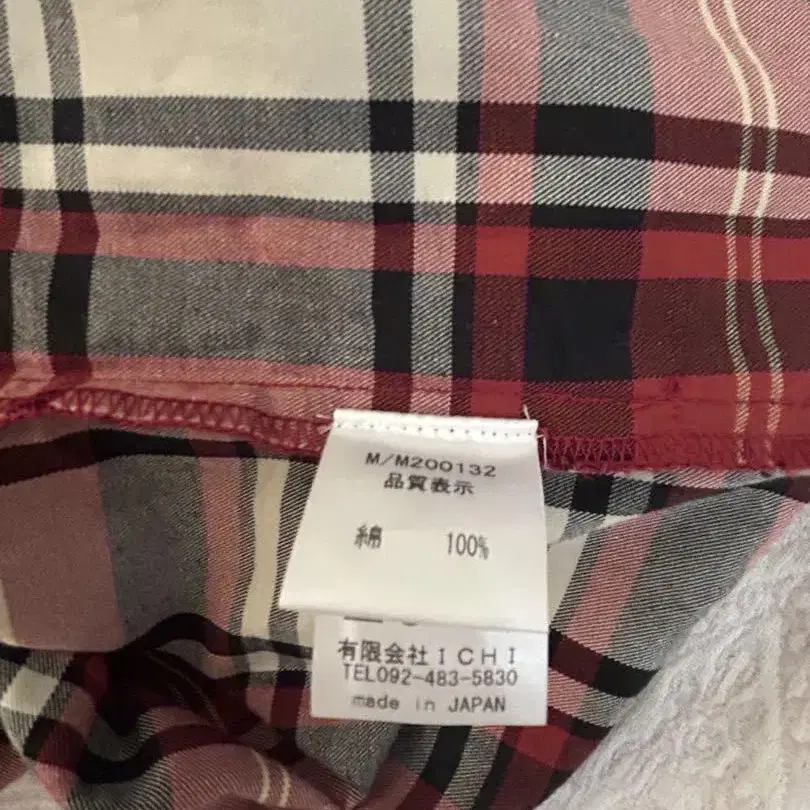 M/M200132
品質表示
綿 100%
有限会社ICHI
TEL092-483-5830
made in JAPAN